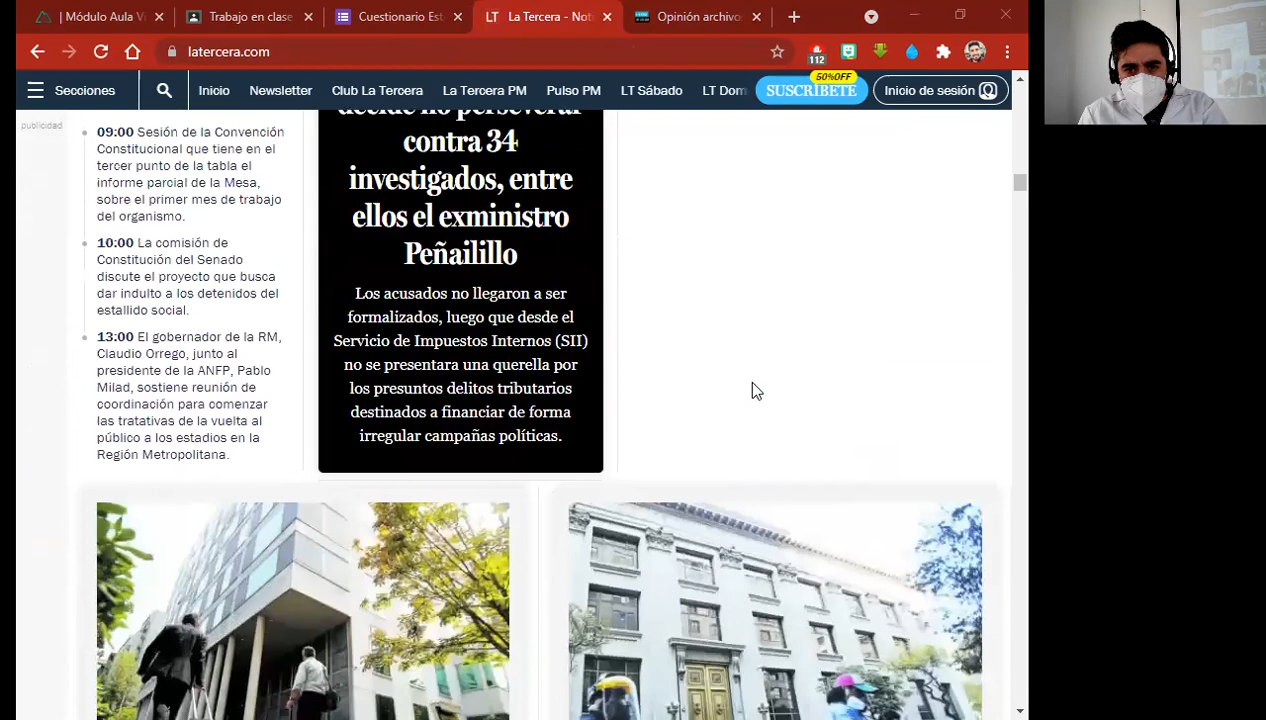 | Módulo Aula V
Trabajo en clase
Cuestionario Es
LT La Tercera - Not
Opinión archivo
latercera.com
112
Secciones
Inicio
Newsletter
Club La Tercera
La Tercera PM
Pulso PM
LT Sábado
LT Dom
50%OFF
SUSCRÍBETE
Inicio de sesión
publicidad
09:00 Sesión de la Convención
Constitucional que tiene en el
tercer punto de la tabla el
informe parcial de la Mesa,
sobre el primer mes de trabajo
del organismo.
10:00 La comisión de
Constitución del Senado
discute el proyecto que busca
dar indulto a los detenidos del
estallido social.
13:00 El gobernador de la RM,
Claudio Orrego, junto al
presidente de la ANFP, Pablo
Milad, sostiene reunión de
coordinación para comenzar
las tratativas de la vuelta al
público a los estadios en la
Región Metropolitana.
decide no perseverar
contra 34
investigados, entre
ellos el exministro
Peñailillo
Los acusados no llegaron a ser
formalizados, luego que desde el
Servicio de Impuestos Internos (SII)
no se presentara una querella por
los presuntos delitos tributarios
destinados a financiar de forma
irregular campañas políticas.